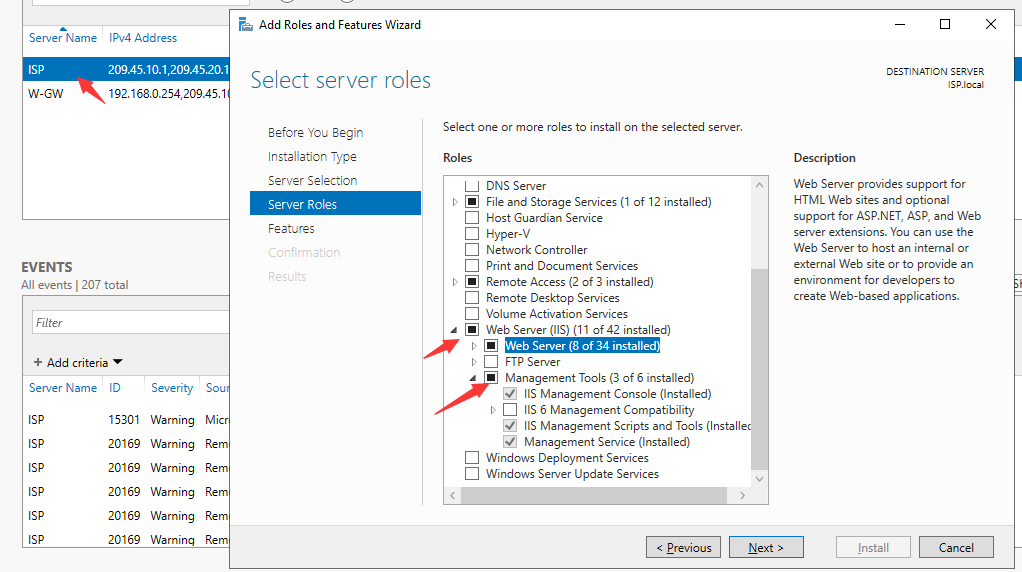 Server Name IPv4 Address
ISP 209.45.10.1,209.45.20.1
W-GW 192.168.0.254,209.45.10
EVENTS
All events | 207 total
Filter
+ Add criteria
Server Name ID Severity Sour
ISP 15301 Warning Micr
ISP 20169 Warning Rem
ISP 20169 Warning Rem
ISP 20169 Warning Rem
ISP 20169 Warning Rem
ISP 20169 Warning Rem
Add Roles and Features Wizard
Select server roles
DESTINATION SERVER
ISP.local
Before You Begin
Installation Type
Server Selection
Server Roles
Features
Confirmation
Results
Select one or more roles to install on the selected server.
Roles
DNS Server
File and Storage Services (1 of 12 installed)
Host Guardian Service
Hyper-V
Network Controller
Print and Document Services
Remote Access (2 of 3 installed)
Remote Desktop Services
Volume Activation Services
Web Server (IIS) (11 of 42 installed)
Web Server (8 of 34 installed)
FTP Server
Management Tools (3 of 6 installed)
IIS Management Console (Installed)
IIS 6 Management Compatibility
IIS Management Scripts and Tools (Installed
Management Service (Installed)
Windows Deployment Services
Windows Server Update Services
Description
Web Server provides support for
HTML Web sites and optional
support for ASP.NET, ASP, and Web
server extensions. You can use the
Web Server to host an internal or
external Web site or to provide an
environment for developers to
create Web-based applications.
< Previous
Next >
Install
Cancel